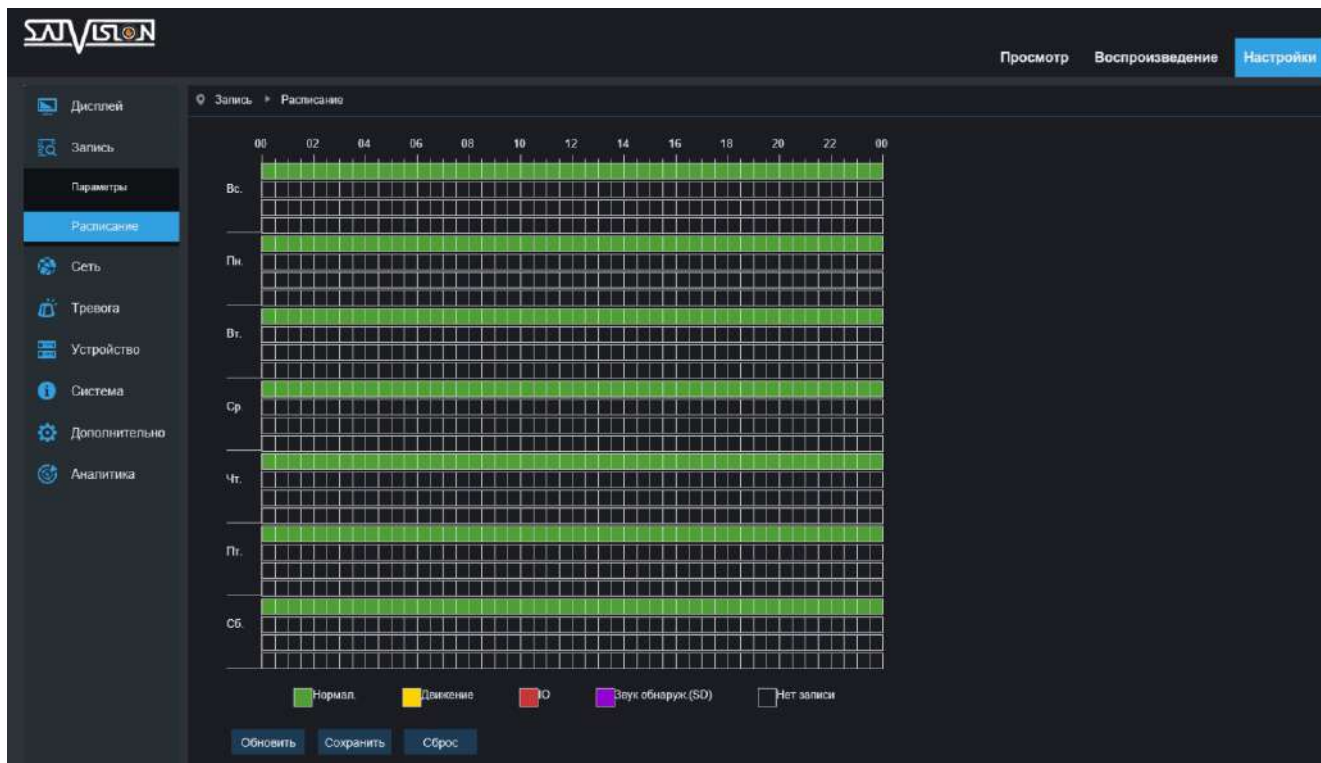 SATVISION
Просмотр Воспроизведение Настройки
Дисплей
Запись
Параметры
Расписание
Сеть
Тревога
Устройство
Система
Дополнительно
Аналитика
Запись Расписание
00 02 04 06 08 10 12 14 16 18 20 22 00
Вс.
Пн.
Вт.
Ср.
Чт.
Пт.
Сб.
Нормал. Движение IO Звук обнаруж.(SD) Нет записи
Обновить Сохранить Сброс